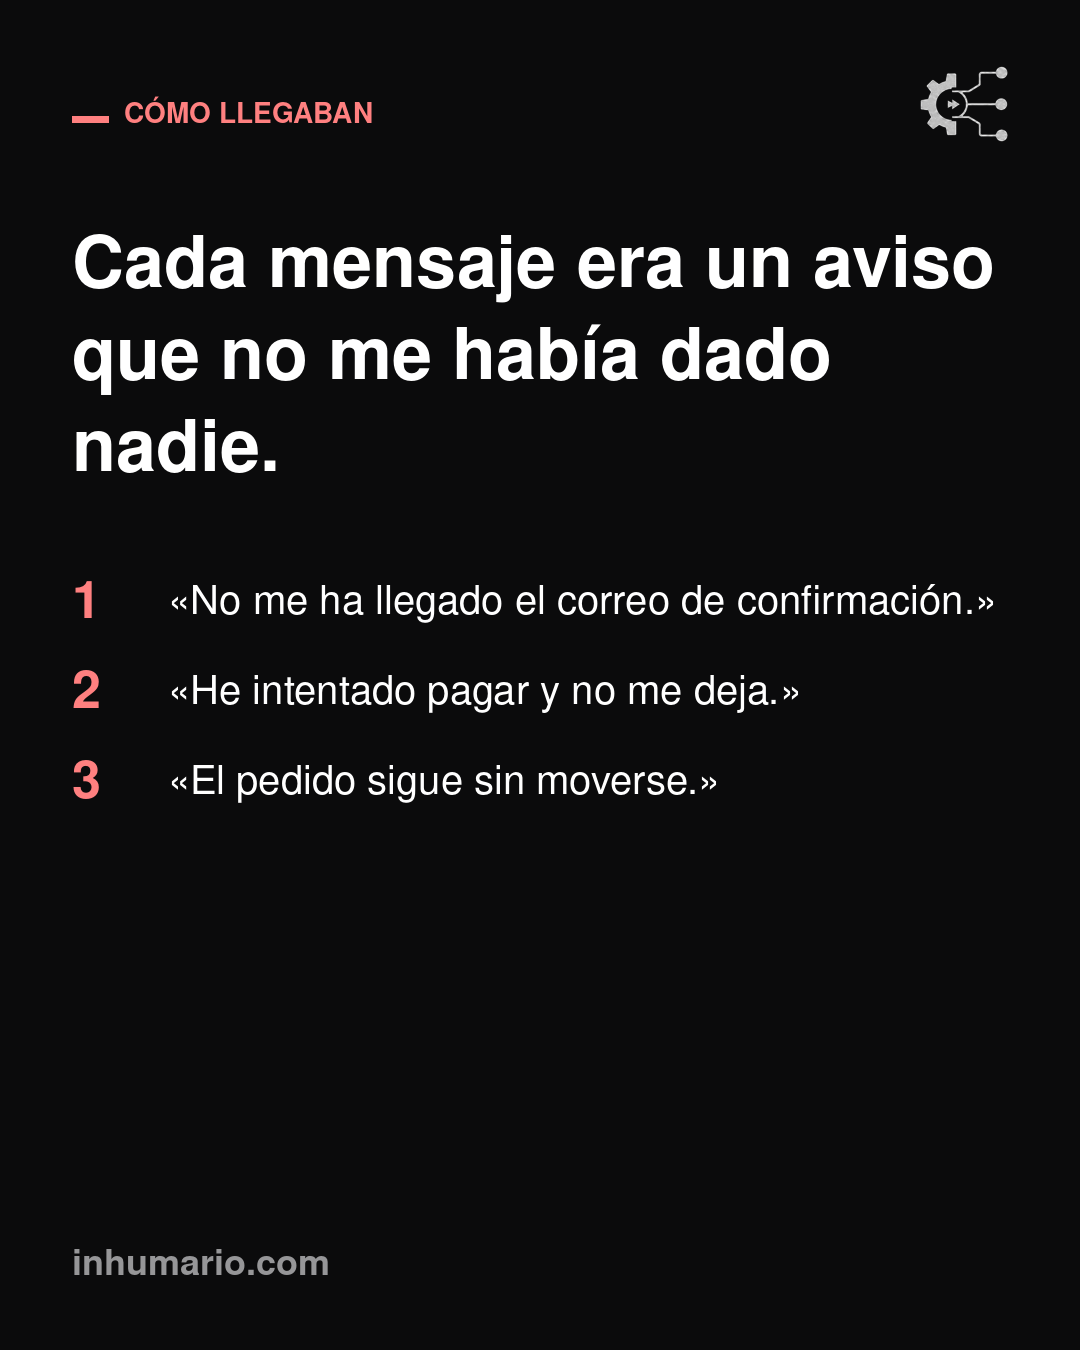 CÓMO LLEGABAN
Cada mensaje era un aviso
que no me había dado
nadie.
1 «No me ha llegado el correo de confirmación.»
2 «He intentado pagar y no me deja.»
3 «El pedido sigue sin moverse.»
inhumario.com